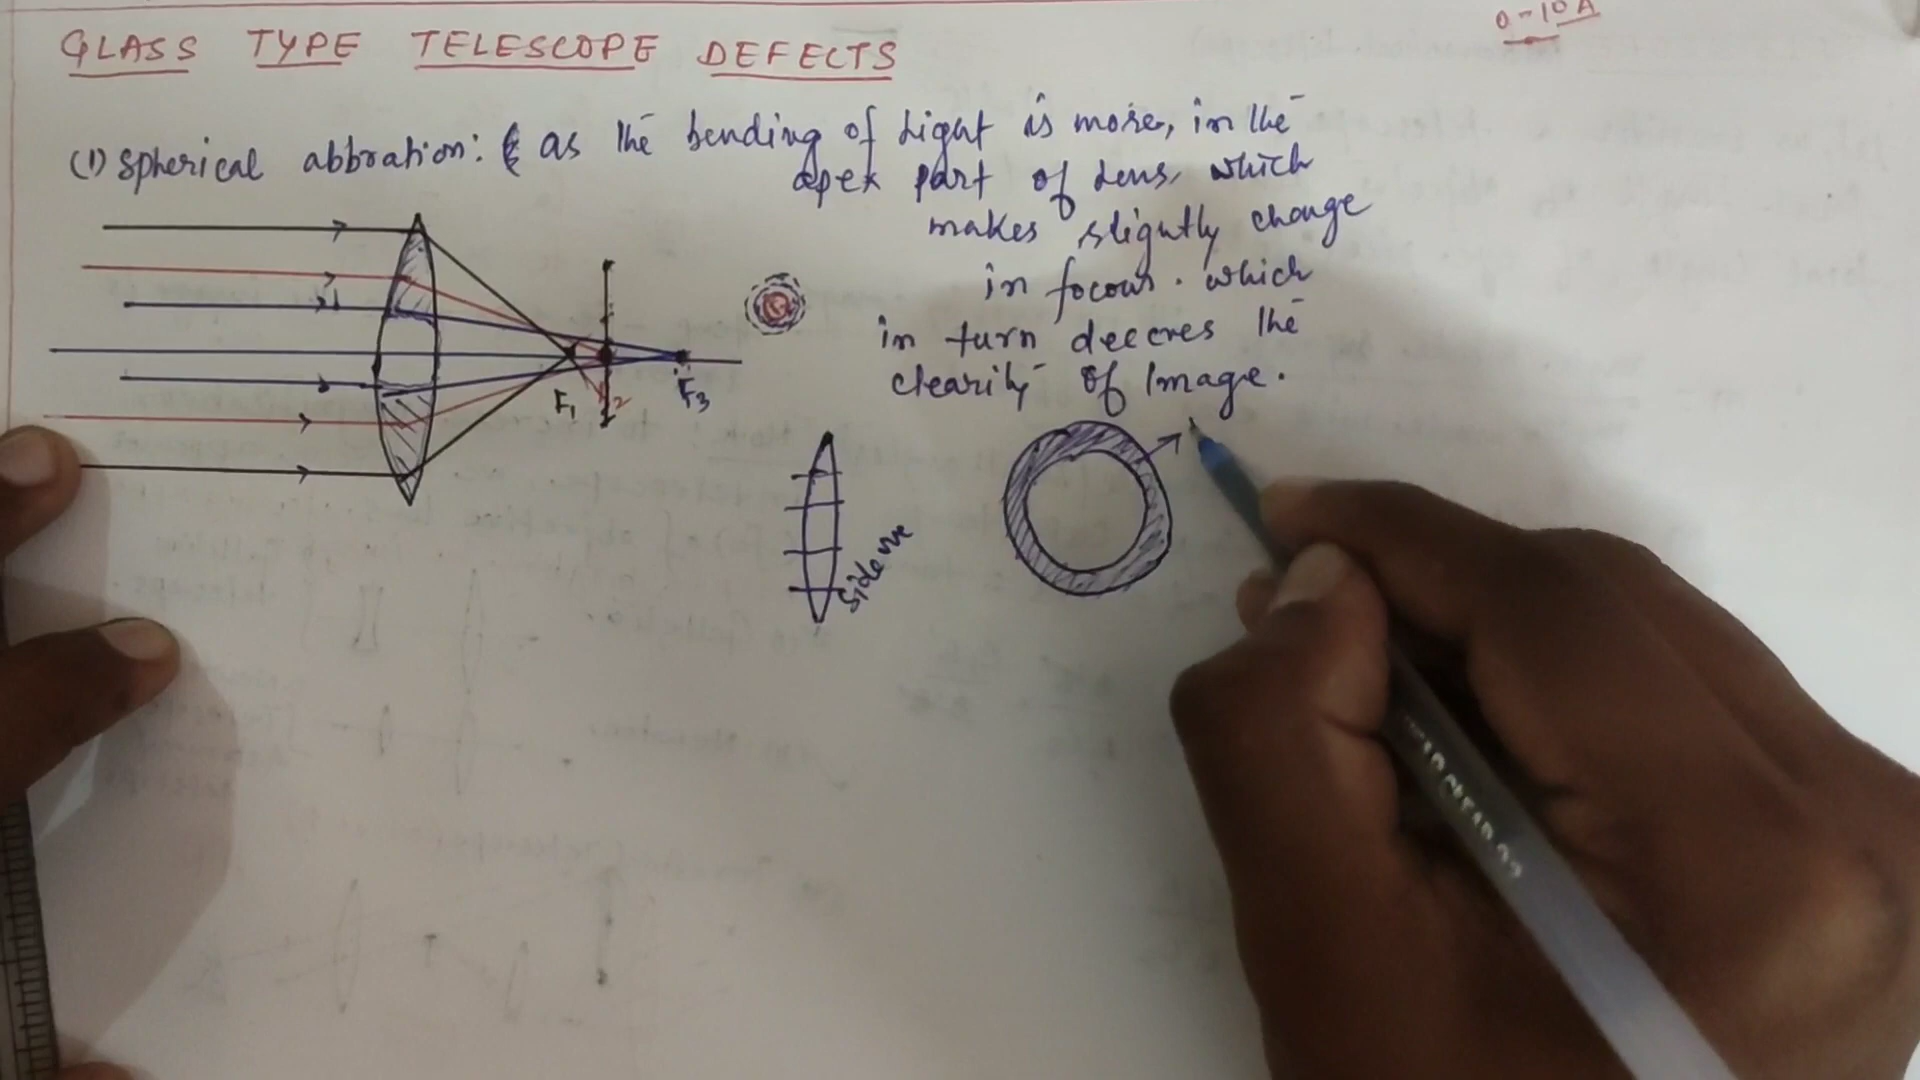 0-10A
GLASS TYPE TELESCOPE DEFECTS
(1) Spherical abbration: as the bending of Light is more, in the
apex part of Lens, which
makes slightly change
in focous. which
in turn deccres the
clearity of Image.
F1 F2 F3
Side